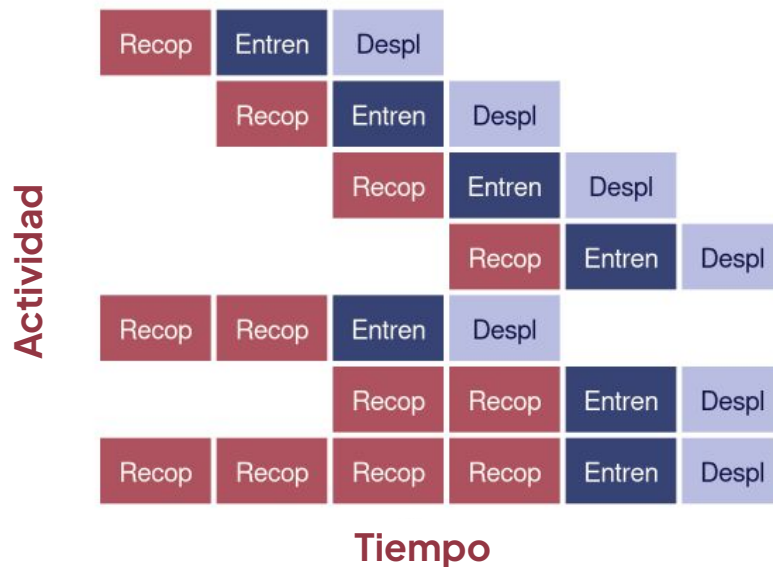 Recop Entren Despl
Recop Entren Despl
Recop Entren Despl
Recop Entren Despl
Recop Recop Entren Despl
Recop Recop Entren Despl
Recop Recop Recop Recop Entren Despl
Actividad
Tiempo